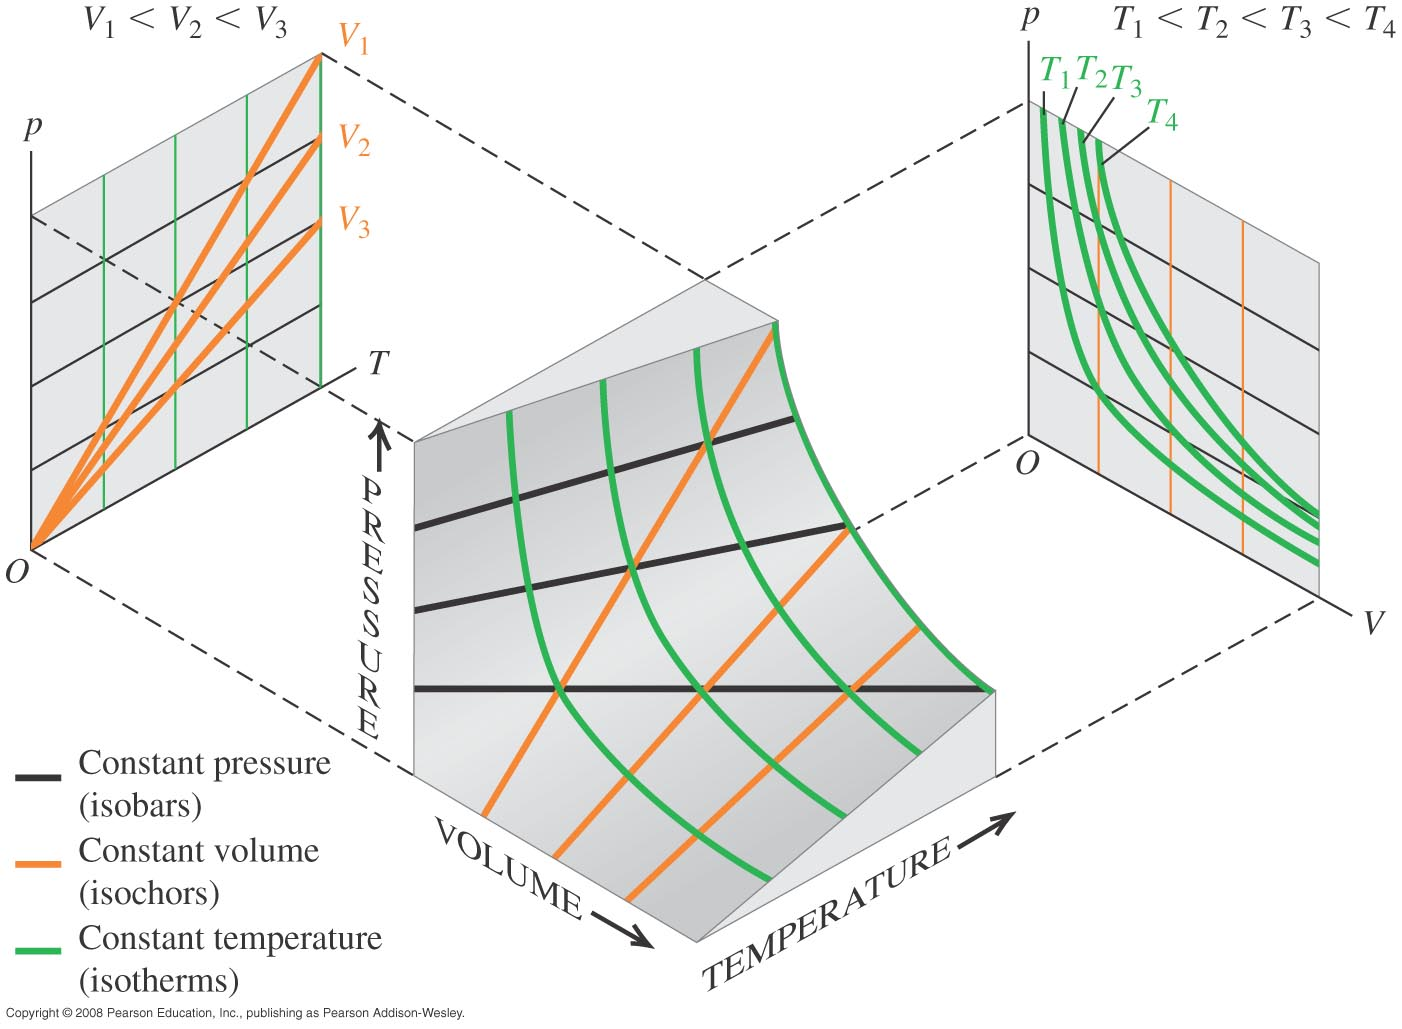 V₁ < V₂ < V₃
V₁
V₂
V₃
p
T
O
p
T₁ < T₂ < T₃ < T₄
T₁
T₂
T₃
T₄
O
V
PRESSURE
VOLUME
TEMPERATURE
Constant pressure
(isobars)
Constant volume
(isochors)
Constant temperature
(isotherms)
Copyright © 2008 Pearson Education, Inc., publishing as Pearson Addison-Wesley.